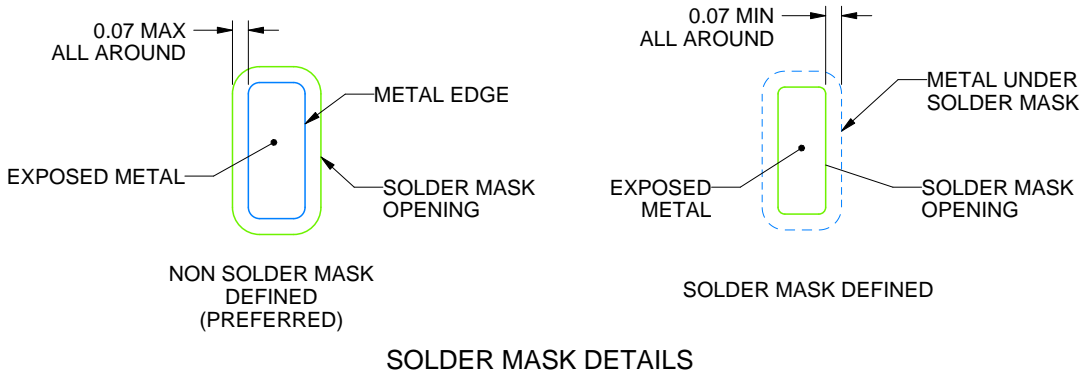 0.07 MAX
ALL AROUND
METAL EDGE
EXPOSED METAL
SOLDER MASK
OPENING
NON SOLDER MASK
DEFINED
(PREFERRED)
0.07 MIN
ALL AROUND
METAL UNDER
SOLDER MASK
EXPOSED
METAL
SOLDER MASK
OPENING
SOLDER MASK DEFINED
SOLDER MASK DETAILS